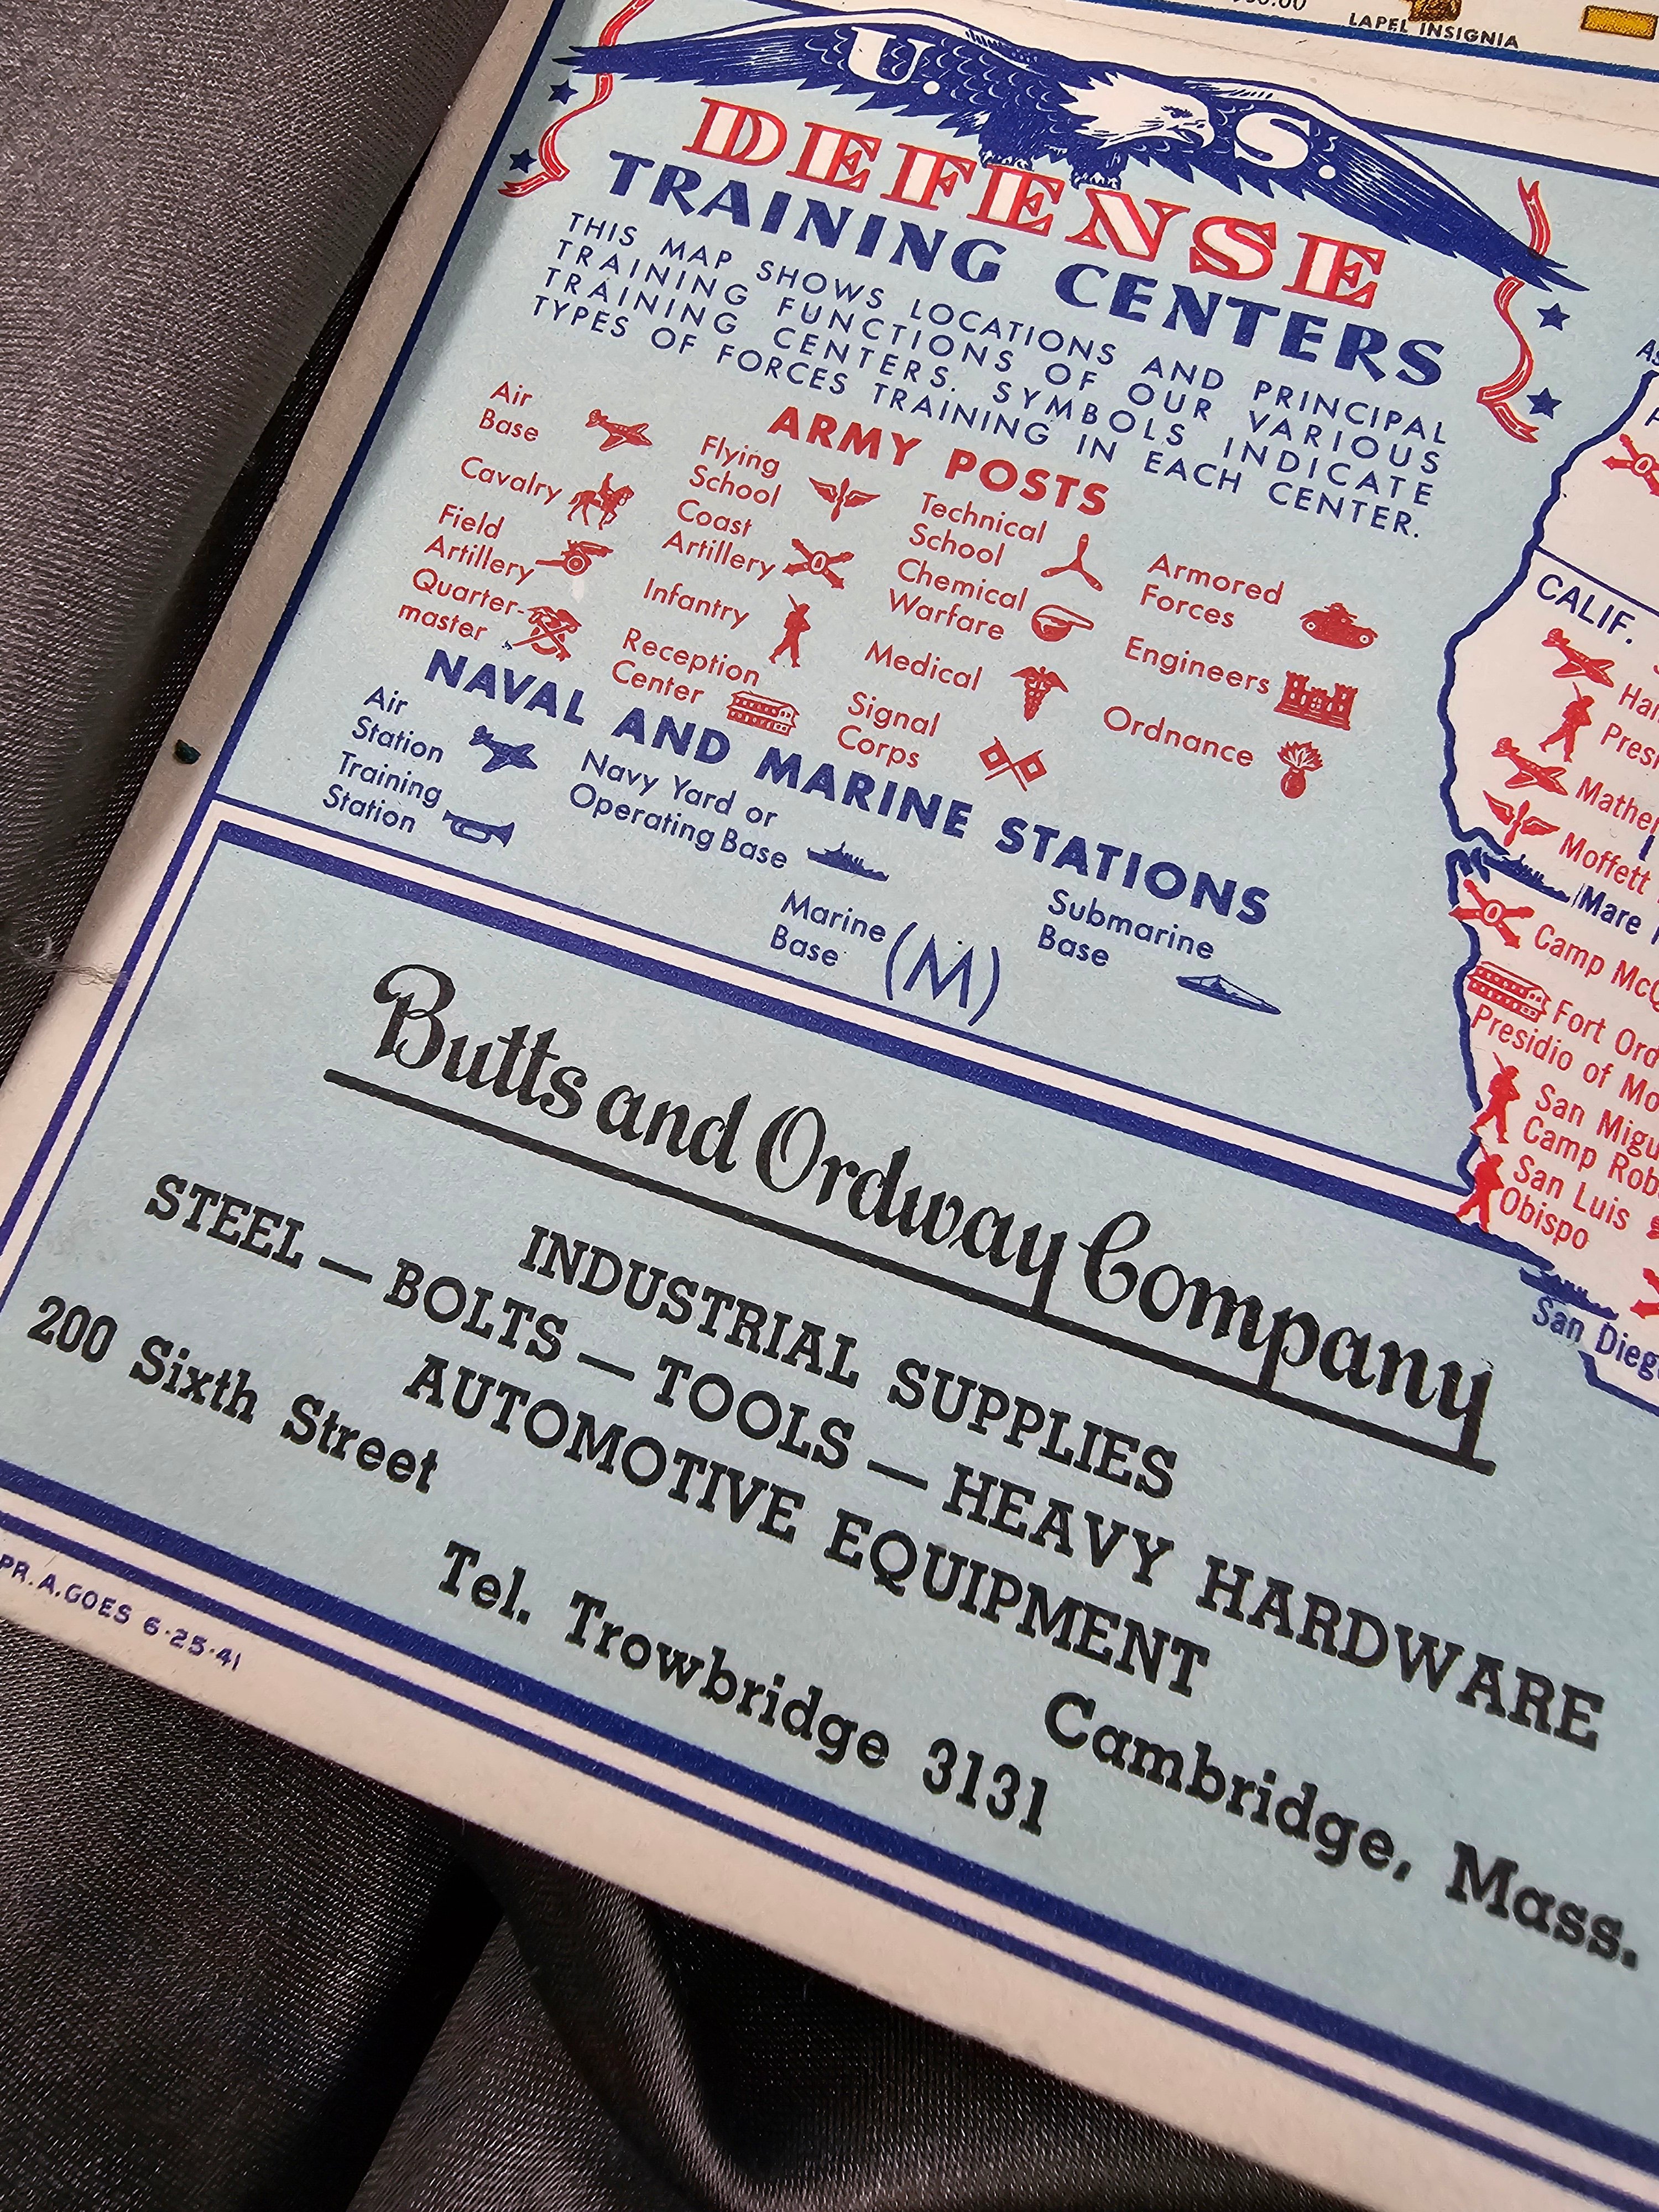 LAPEL INSIGNIA
U. S.
DEFENSE
TRAINING CENTERS
THIS MAP SHOWS LOCATIONS AND PRINCIPAL
TRAINING FUNCTIONS OF OUR VARIOUS
TRAINING CENTERS. SYMBOLS INDICATE
TYPES OF FORCES TRAINING IN EACH CENTER.
ARMY POSTS
Air
Base
Cavalry
Field
Artillery
Quarter-
master
Flying
School
Coast
Artillery
Infantry
Reception
Center
Technical
School
Chemical
Warfare
Medical
Signal
Corps
Armored
Forces
Engineers
Ordnance
NAVAL AND MARINE STATIONS
Air
Station
Training
Station
Navy Yard or
Operating Base
Marine
Base
(M)
Submarine
Base
CALIF.
Moffett
Mare
Camp
Fort Ord
Presidio of
San
Camp
San Luis
Obispo
San
Butts and Ordway Company
INDUSTRIAL SUPPLIES
STEEL — BOLTS — TOOLS — HEAVY HARDWARE
AUTOMOTIVE EQUIPMENT
200 Sixth Street
Cambridge, Mass.
Tel. Trowbridge 3131
PR. A. GOES 6·25·41